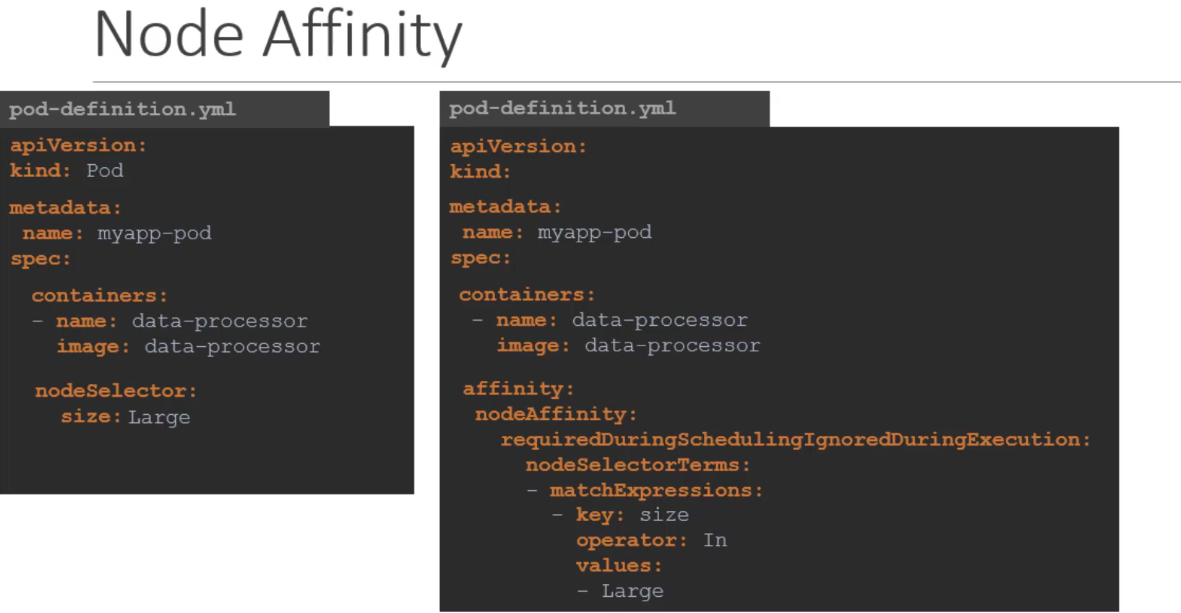 Node Affinity
pod-definition.yml
apiVersion:
kind: Pod
metadata:
name: myapp-pod
spec:
containers:
- name: data-processor
image: data-processor
nodeSelector:
size: Large
pod-definition.yml
apiVersion:
kind:
metadata:
name: myapp-pod
spec:
containers:
- name: data-processor
image: data-processor
affinity:
nodeAffinity:
requiredDuringSchedulingIgnoredDuringExecution:
nodeSelectorTerms:
- matchExpressions:
- key: size
operator: In
values:
- Large